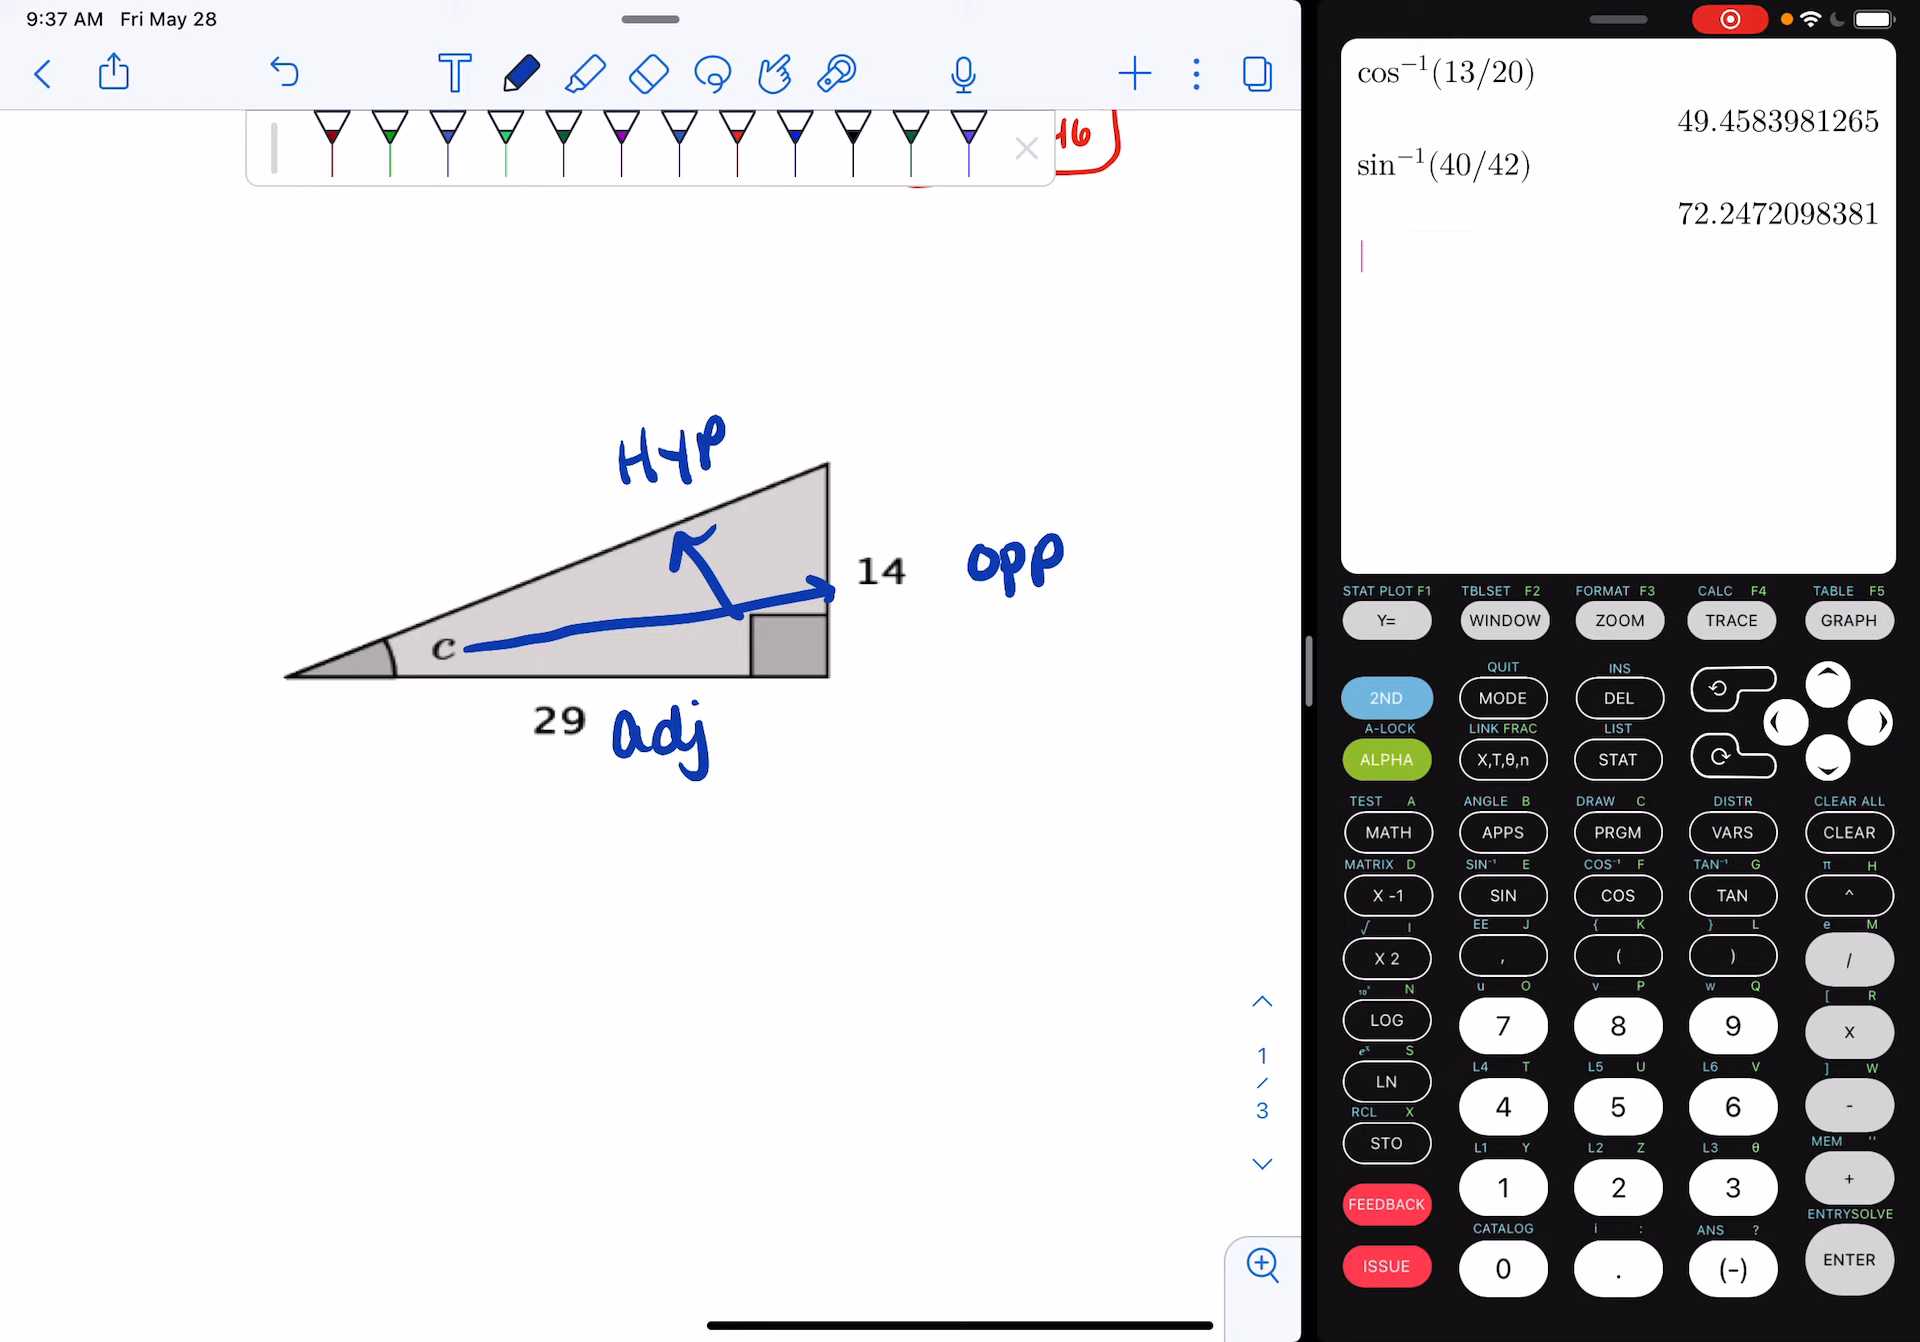 9:37 AM Fri May 28
T
16
Hyp
14
opp
c
29 adj
1
/
3
cos⁻¹(13/20)
49.4583981265
sin⁻¹(40/42)
72.2472098381
STAT PLOT F1 TBLSET F2 FORMAT F3 CALC F4 TABLE F5
Y= WINDOW ZOOM TRACE GRAPH
QUIT INS
2ND MODE DEL
A-LOCK LINK FRAC LIST
ALPHA X,T,θ,n STAT
TEST A ANGLE B DRAW C DISTR CLEAR ALL
MATH APPS PRGM VARS CLEAR
MATRIX D SIN⁻¹ E COS⁻¹ F TAN⁻¹ G π H
X -1 SIN COS TAN ^
√ I EE J { K } L e M
X 2 , ( ) /
10ˣ N u O v P w Q [ R
LOG 7 8 9 X
eˣ S L4 T L5 U L6 V ] W
LN 4 5 6 -
RCL X L1 Y L2 Z L3 θ MEM ''
STO 1 2 3 +
FEEDBACK
CATALOG i : ANS ? ENTRYSOLVE
ISSUE 0 . (-) ENTER